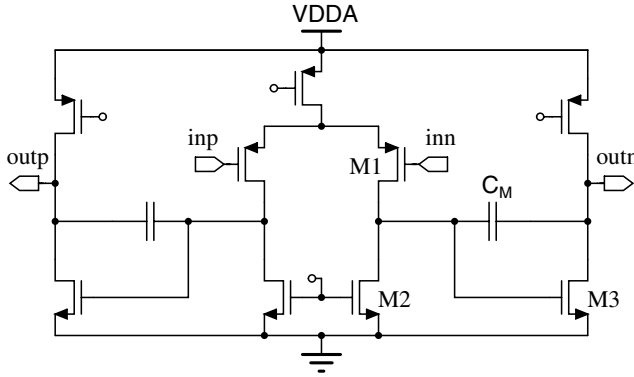 VDDA
inp
inn
outp
M1
outn
C_M
M2
M3